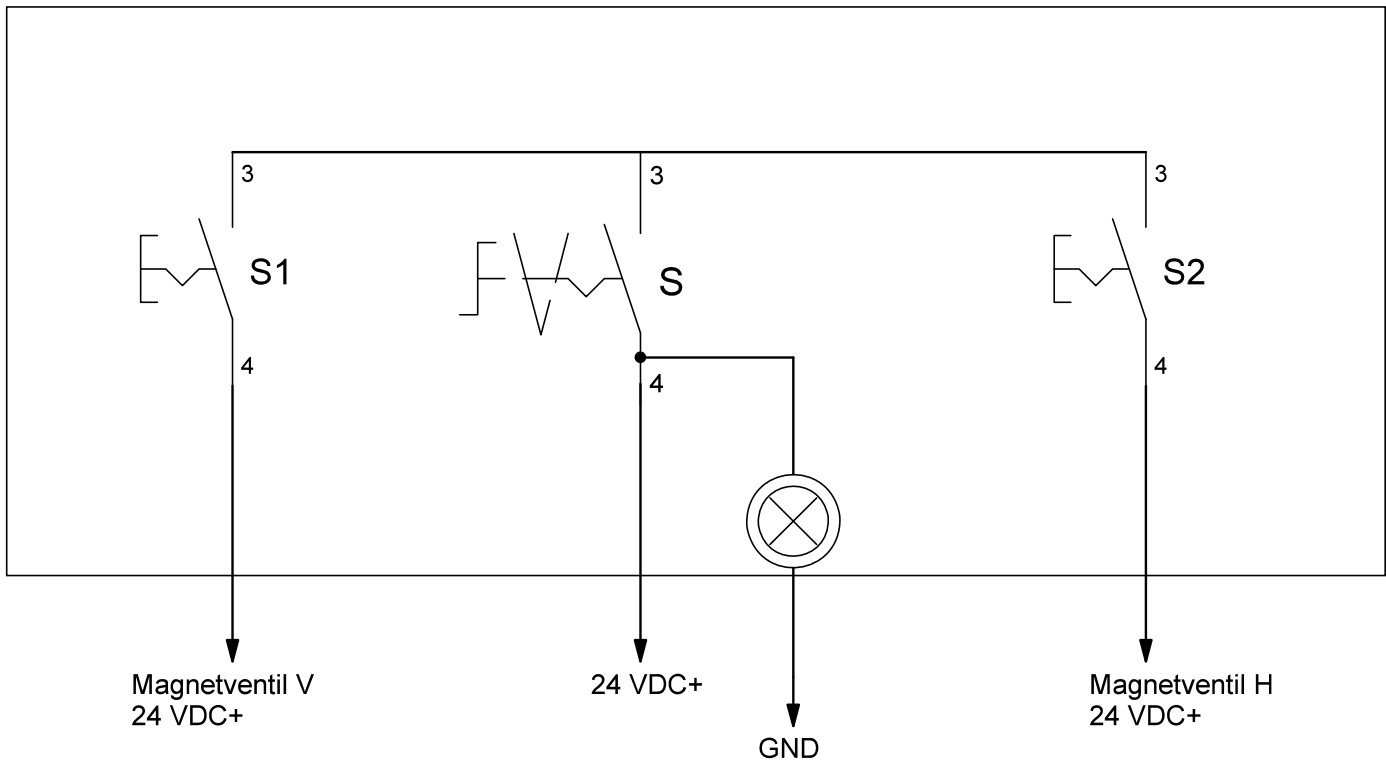 3
3
3
S1
S
S2
4
4
4
Magnetventil V
24 VDC+
24 VDC+
Magnetventil H
24 VDC+
GND